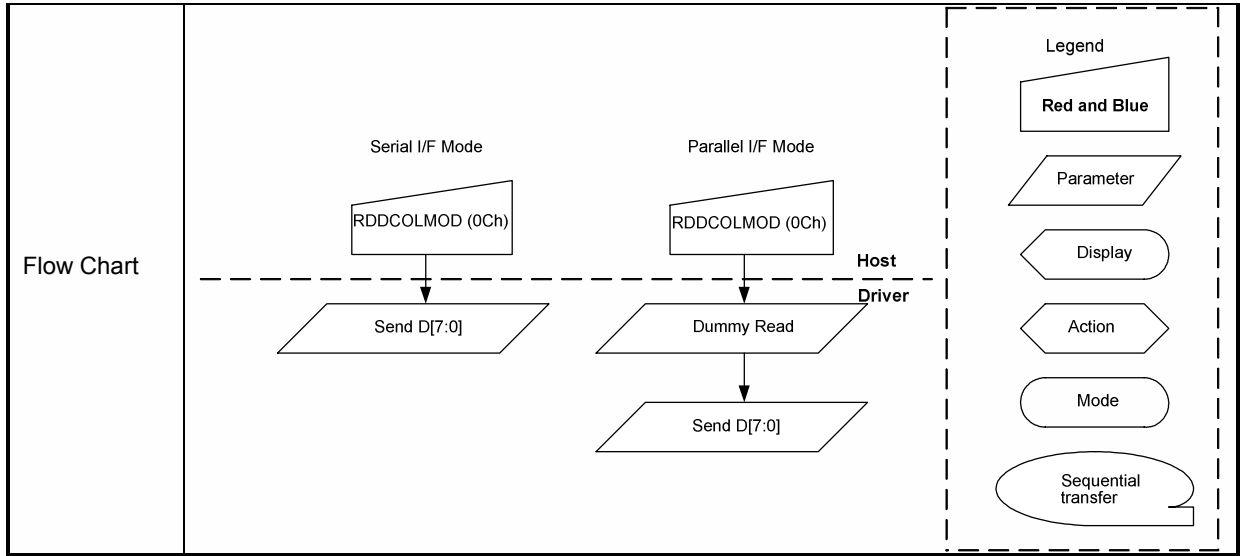 Flow Chart
Serial I/F Mode
RDDCOLMOD (0Ch)
Send D[7:0]
Parallel I/F Mode
RDDCOLMOD (0Ch)
Host
Driver
Dummy Read
Send D[7:0]
Legend
Red and Blue
Parameter
Display
Action
Mode
Sequential
transfer